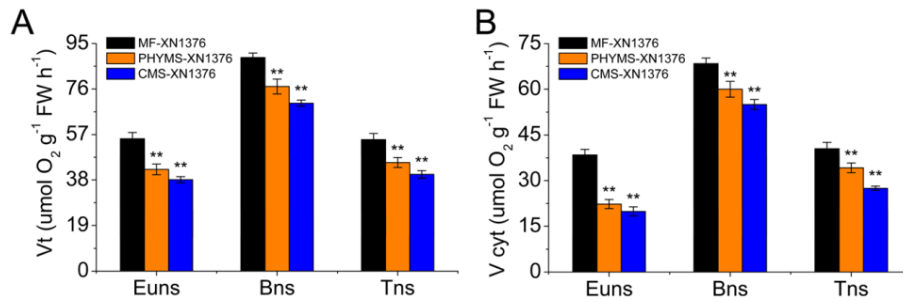 A
Vt (umol O2 g-1 FW h-1)
95
76
57
38
19
0
MF-XN1376
PHYMS-XN1376
CMS-XN1376
**
**
**
**
**
**
Euns
Bns
Tns
B
V cyt (umol O2 g-1 FW h-1)
75
60
45
30
15
0
MF-XN1376
PHYMS-XN1376
CMS-XN1376
**
**
**
**
**
**
Euns
Bns
Tns